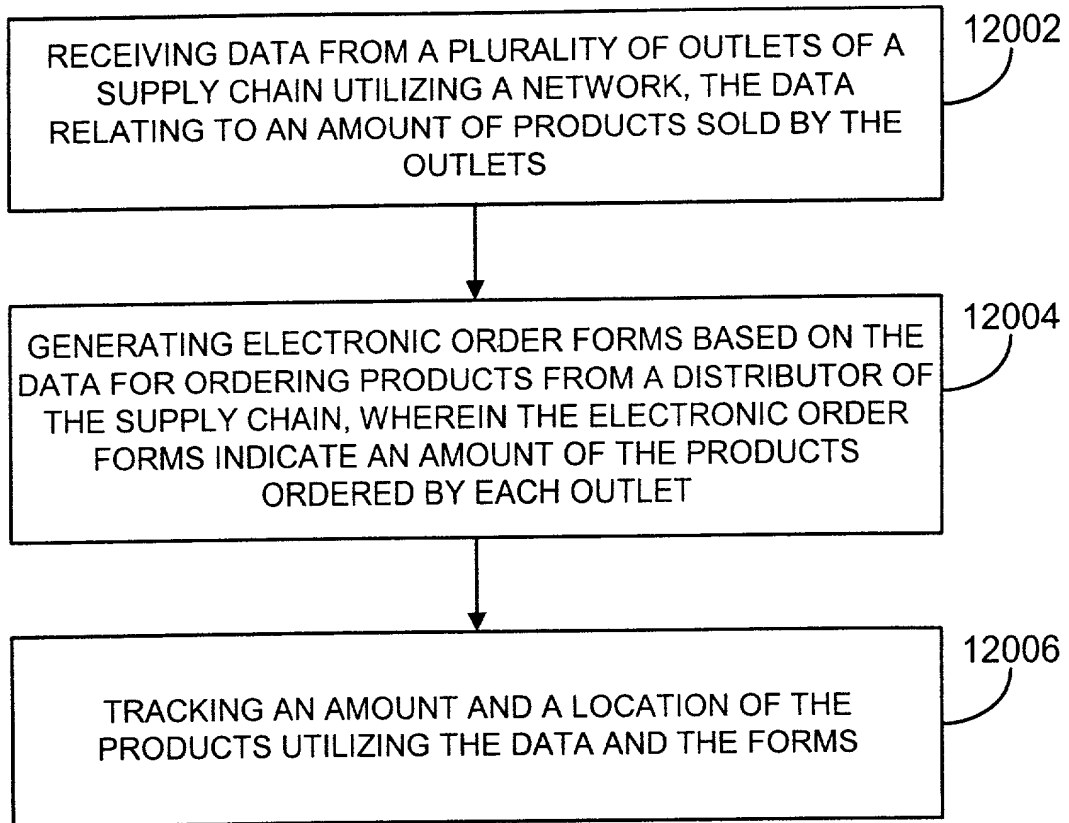 12002
RECEIVING DATA FROM A PLURALITY OF OUTLETS OF A
SUPPLY CHAIN UTILIZING A NETWORK, THE DATA
RELATING TO AN AMOUNT OF PRODUCTS SOLD BY THE
OUTLETS
12004
GENERATING ELECTRONIC ORDER FORMS BASED ON THE
DATA FOR ORDERING PRODUCTS FROM A DISTRIBUTOR OF
THE SUPPLY CHAIN, WHEREIN THE ELECTRONIC ORDER
FORMS INDICATE AN AMOUNT OF THE PRODUCTS
ORDERED BY EACH OUTLET
12006
TRACKING AN AMOUNT AND A LOCATION OF THE
PRODUCTS UTILIZING THE DATA AND THE FORMS